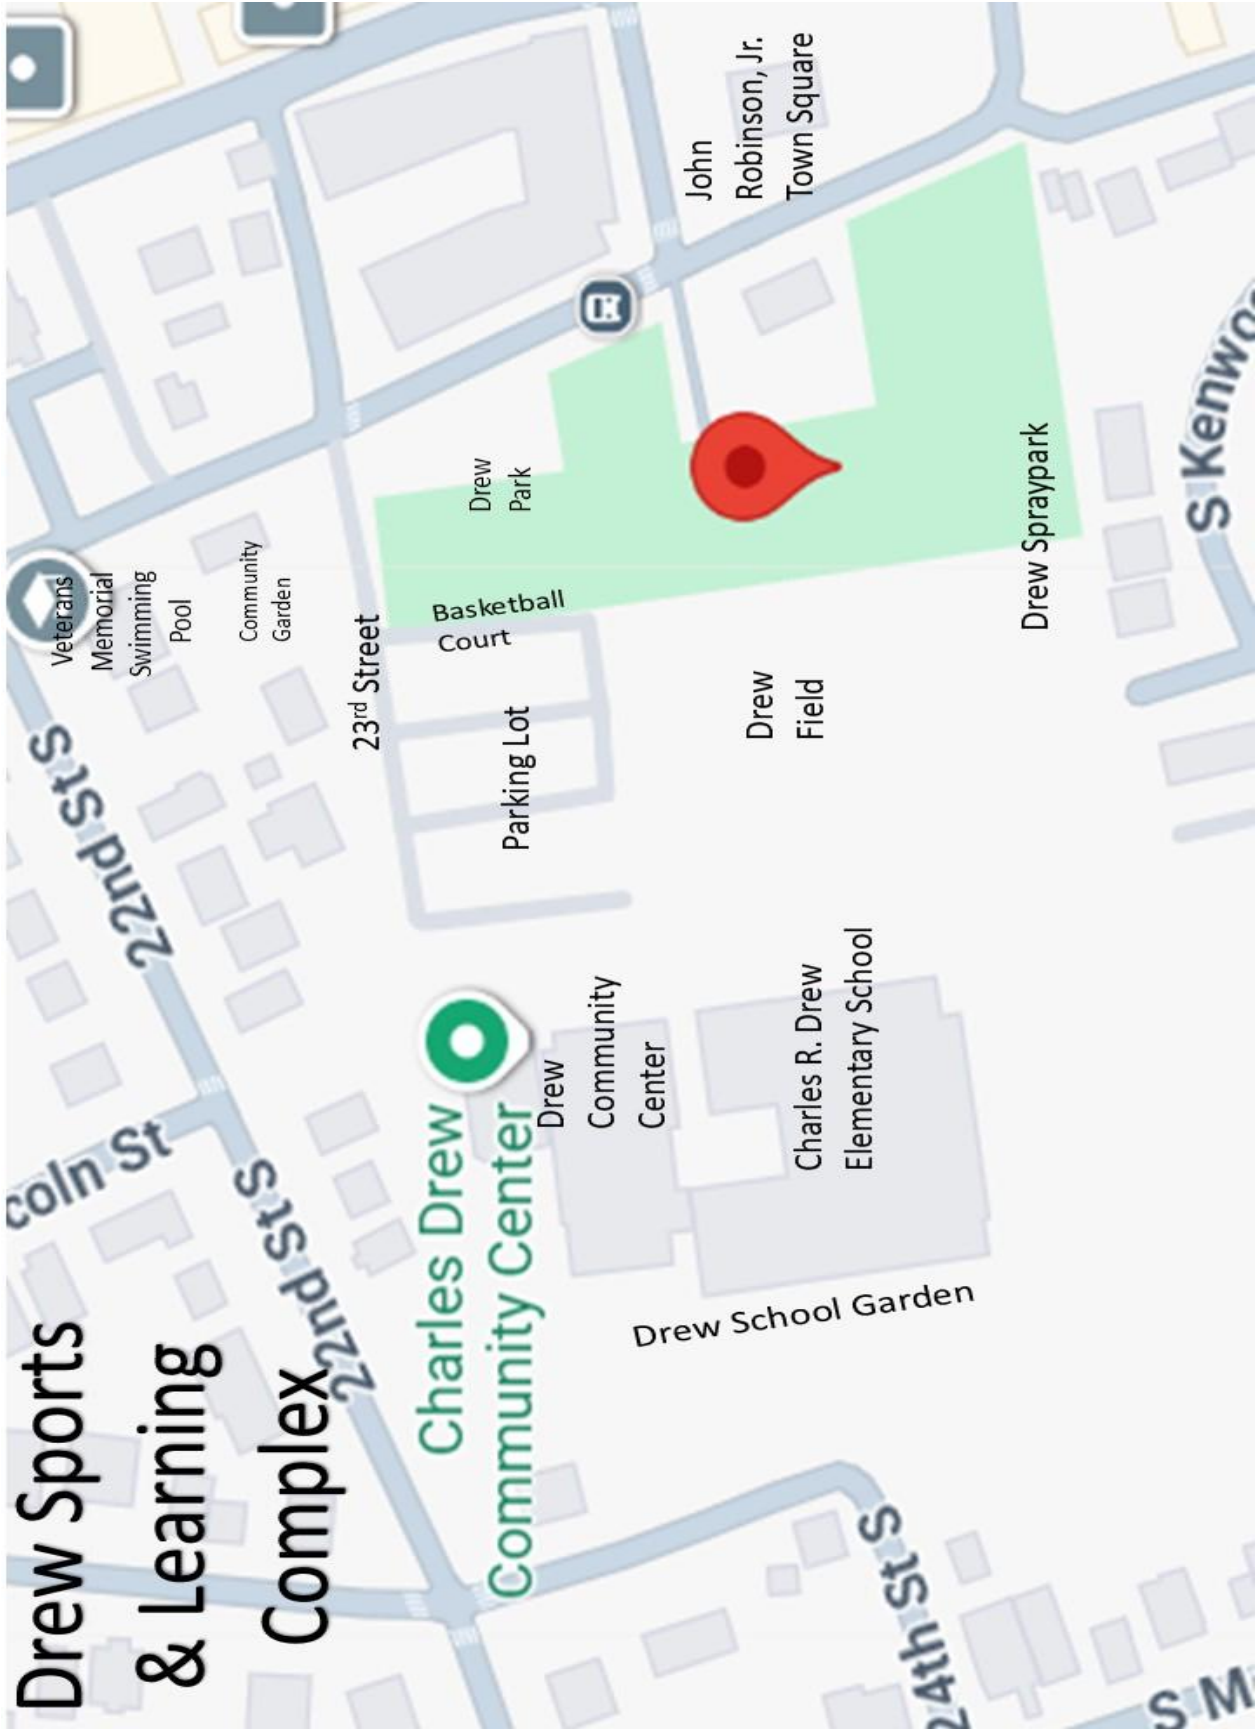 Drew Sports
& Learning
Complex
Veterans
Memorial
Swimming
Pool
Community
Garden
22nd St S
coln St
22nd St S
23rd Street
Drew
Park
Basketball
Court
Parking Lot
John
Robinson, Jr.
Town Square
Charles Drew
Community Center
Drew
Community
Center
Drew
Field
Charles R. Drew
Elementary School
Drew School Garden
Drew Spraypark
S Kenwo
24th St S
S M